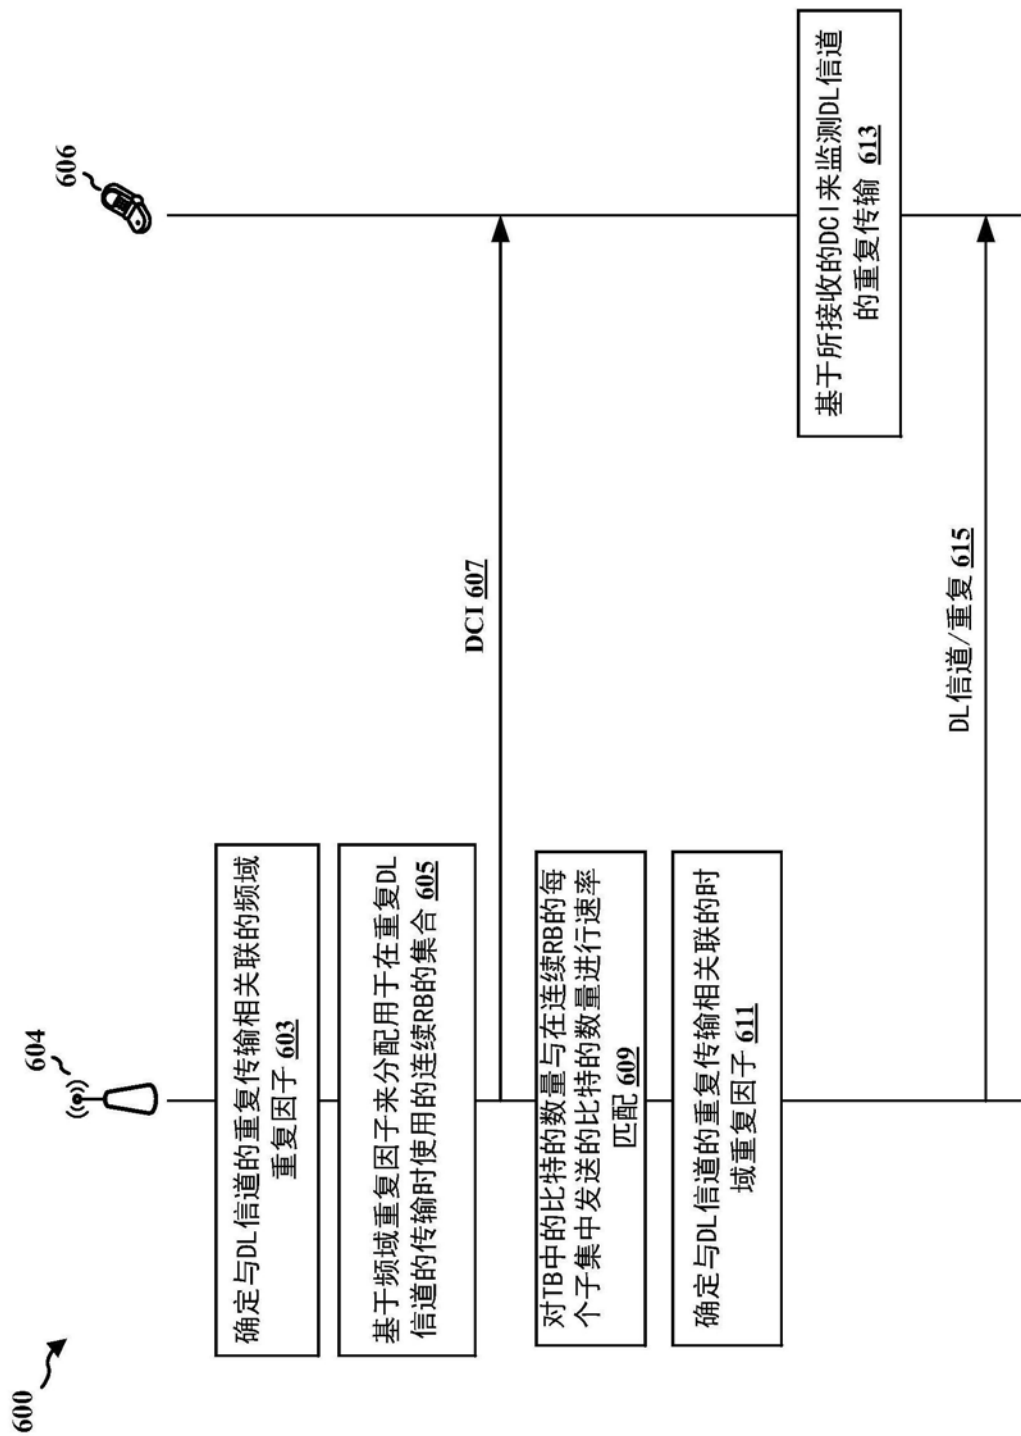 600
604
606
确定与DL信道的重复传输相关联的频域
重复因子 603
基于频域重复因子来分配用于在重复DL
信道的传输时使用的连续RB的集合 605
DCI 607
对TB中的比特的数量与在连续RB的每
个子集中发送的比特的数量进行速率
匹配 609
确定与DL信道的重复传输相关联的时
域重复因子 611
基于所接收的DCI来监测DL信道
的重复传输 613
DL信道/重复 615